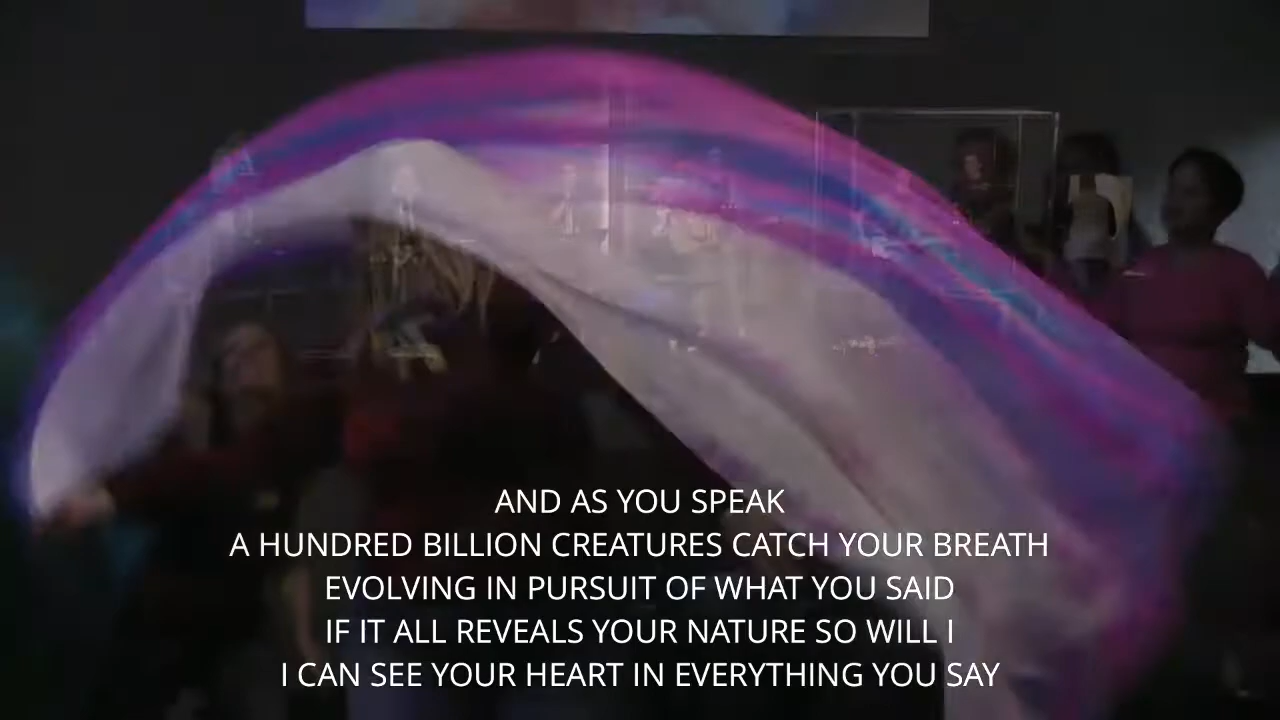 AND AS YOU SPEAK
A HUNDRED BILLION CREATURES CATCH YOUR BREATH
EVOLVING IN PURSUIT OF WHAT YOU SAID
IF IT ALL REVEALS YOUR NATURE SO WILL I
I CAN SEE YOUR HEART IN EVERYTHING YOU SAY